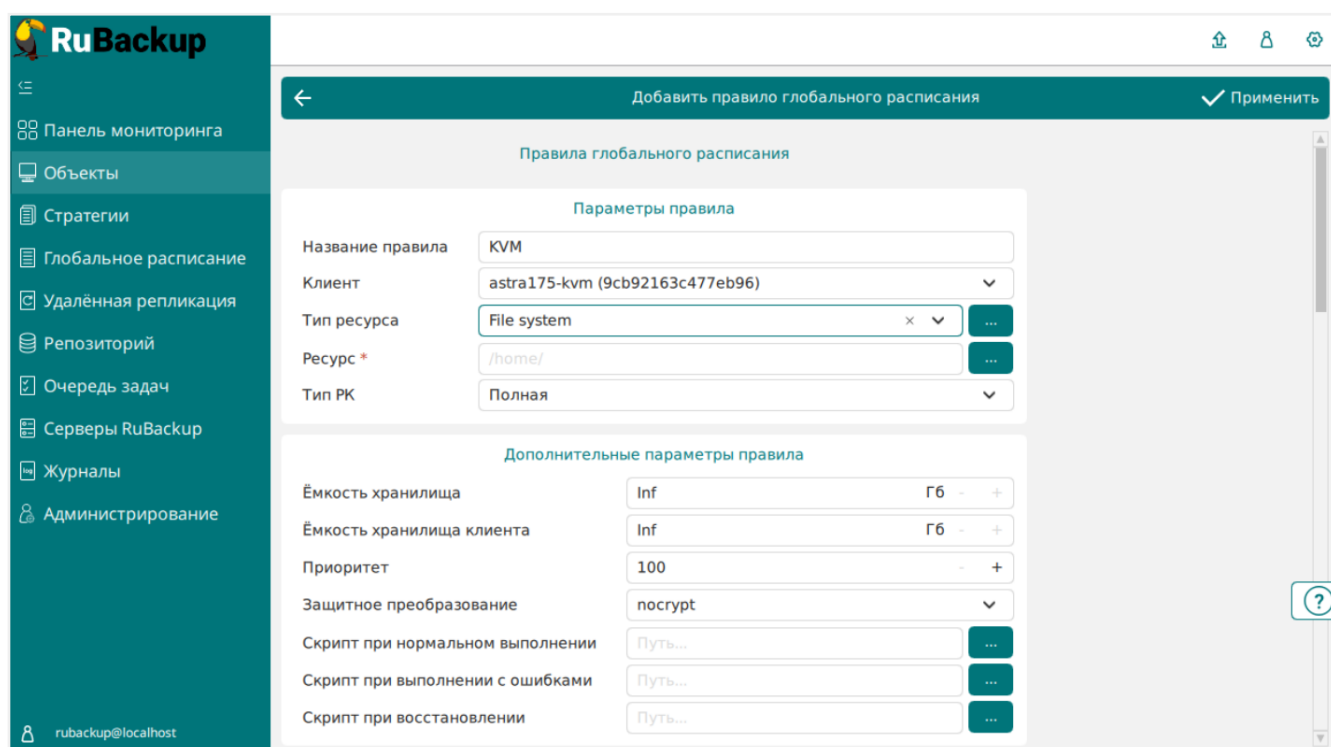 RuBackup
Панель мониторинга
Объекты
Стратегии
Глобальное расписание
Удалённая репликация
Репозиторий
Очередь задач
Серверы RuBackup
log Журналы
Администрирование
rubackup@localhost
Добавить правило глобального расписания
Применить
Правила глобального расписания
Параметры правила
Название правила KVM
Клиент astra175-kvm (9cb92163c477eb96)
Тип ресурса File system × ...
Ресурс * /home/ ...
Тип РК Полная
Дополнительные параметры правила
Ёмкость хранилища Inf Гб - +
Ёмкость хранилища клиента Inf Гб - +
Приоритет 100 - +
Защитное преобразование nocrypt
Скрипт при нормальном выполнении Путь... ...
Скрипт при выполнении с ошибками Путь... ...
Скрипт при восстановлении Путь... ...
?